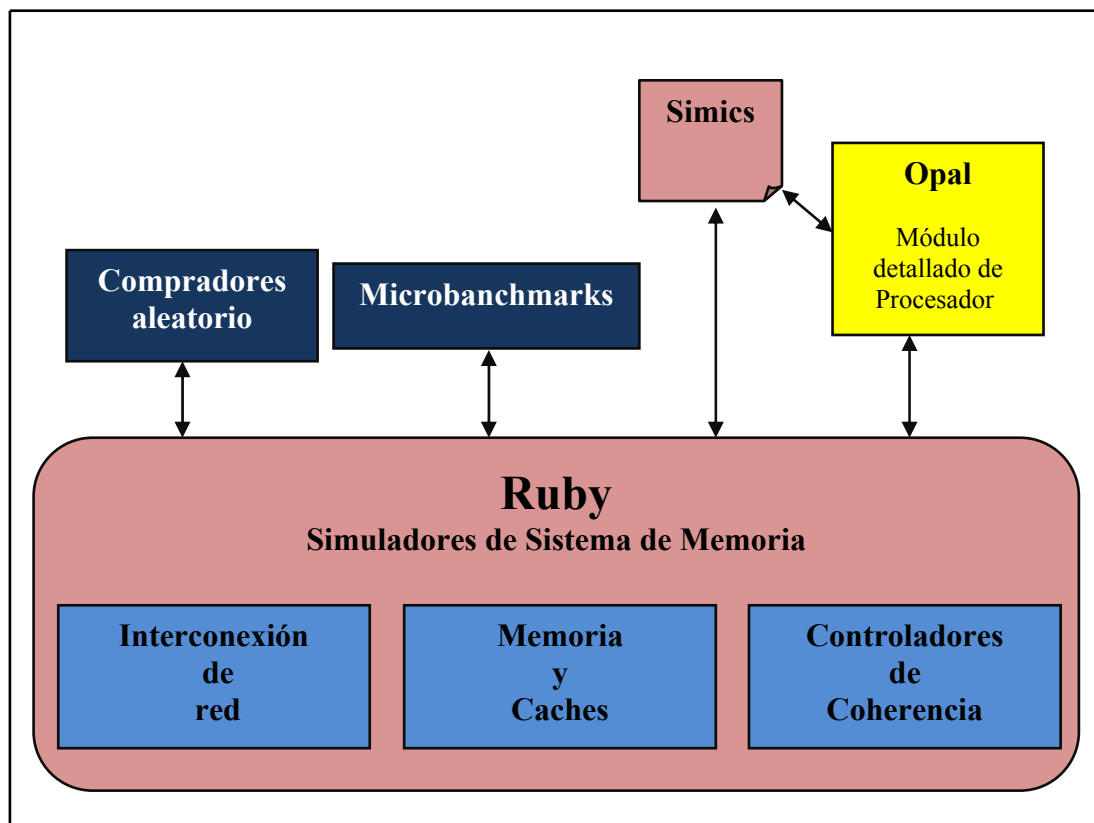 Simics
Opal
Módulo
detallado de
Procesador
Compradores
aleatorio
Microbanchmarks
Ruby
Simuladores de Sistema de Memoria
Interconexión
de
red
Memoria
y
Caches
Controladores
de
Coherencia